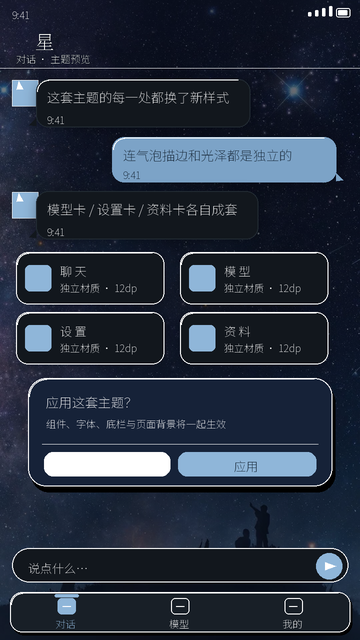 9:41
星
对话 · 主题预览
这套主题的每一处都换了新样式
9:41
连气泡描边和光泽都是独立的
9:41
模型卡 / 设置卡 / 资料卡各自成套
9:41
聊天
独立材质 · 12dp
模型
独立材质 · 12dp
设置
独立材质 · 12dp
资料
独立材质 · 12dp
应用这套主题?
组件、字体、底栏与页面背景将一起生效
应用
说点什么…
对话
模型
我的